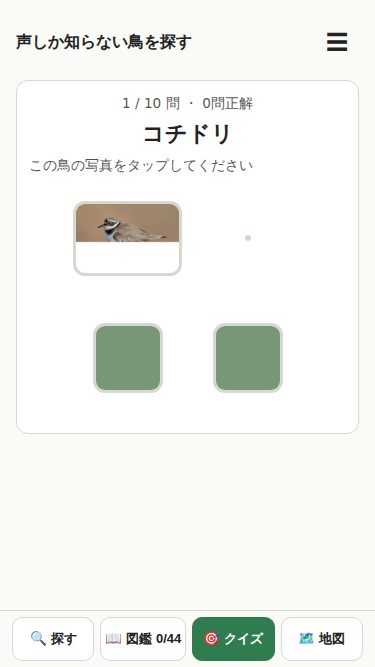 声しか知らない鳥を探す
1 / 10 問 ・ 0問正解
コチドリ
この鳥の写真をタップしてください
🔍 探す
📖 図鑑 0/44
🎯 クイズ
🗺️ 地図